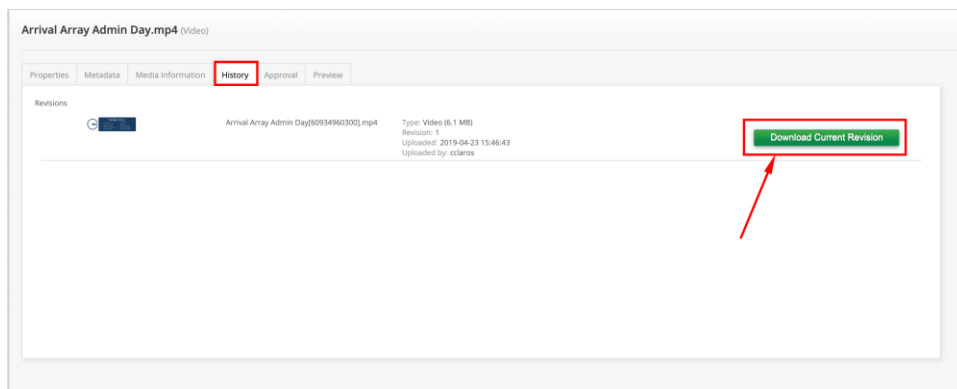 Arrival Array Admin Day.mp4 (Video)
Properties Metadata Media Information History Approval Preview
Revisions
Arrival Array Admin Day[60934960300].mp4
Type: Video (6.1 MB)
Revision: 1
Uploaded: 2019-04-23 15:46:43
Uploaded by: cclaros
Download Current Revision